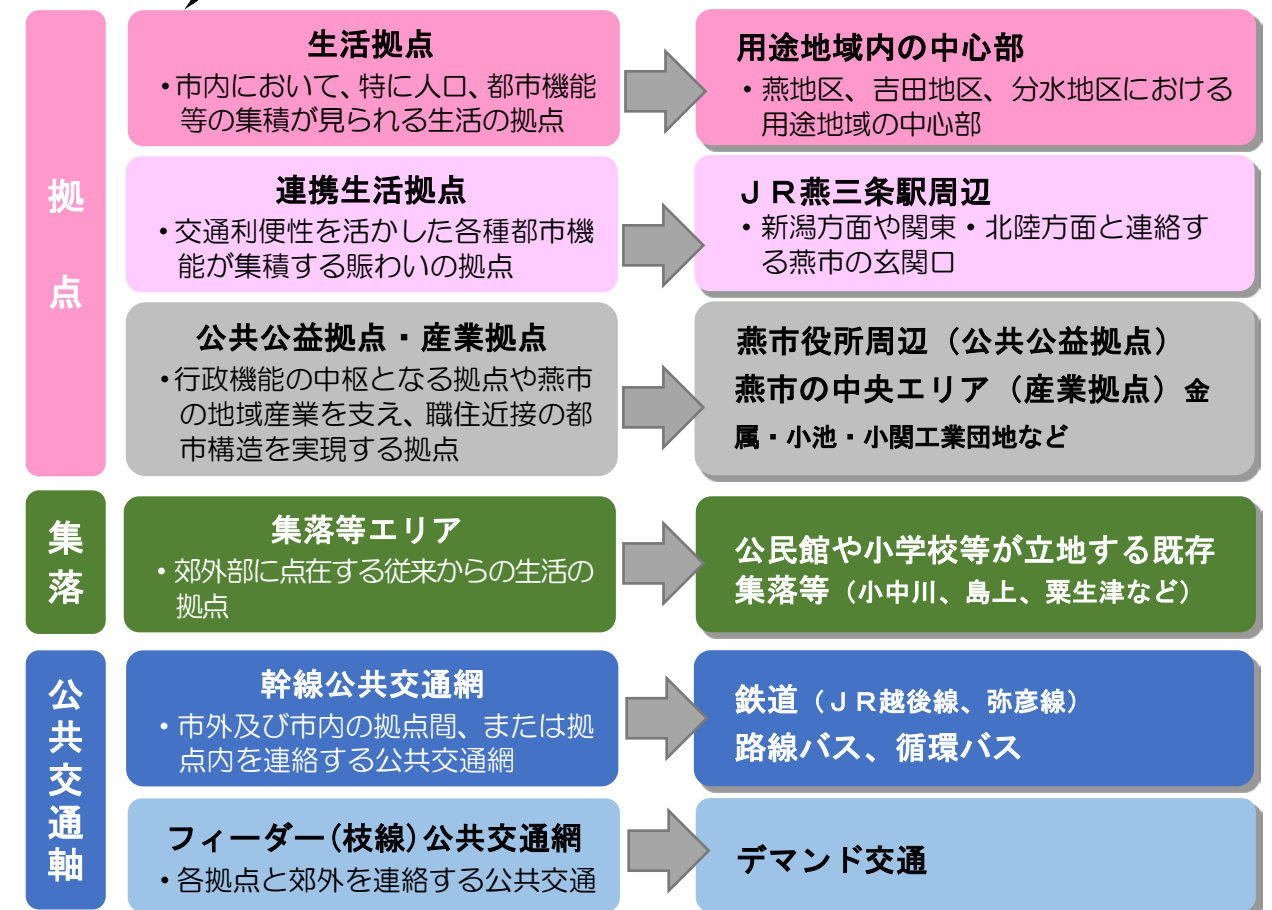 拠点
生活拠点
・市内において、特に人口、都市機能
等の集積が見られる生活の拠点
用途地域内の中心部
・燕地区、吉田地区、分水地区における
用途地域の中心部
連携生活拠点
・交通利便性を活かした各種都市機
能が集積する賑わいの拠点
ＪＲ燕三条駅周辺
・新潟方面や関東・北陸方面と連絡す
る燕市の玄関口
公共公益拠点・産業拠点
・行政機能の中枢となる拠点や燕市
の地域産業を支え、職住近接の都
市構造を実現する拠点
燕市役所周辺（公共公益拠点）
燕市の中央エリア（産業拠点）金
属・小池・小関工業団地など
集落
集落等エリア
・郊外部に点在する従来からの生活の
拠点
公民館や小学校等が立地する既存
集落等（小中川、島上、粟生津など）
公共交通軸
幹線公共交通網
・市外及び市内の拠点間、または拠
点内を連絡する公共交通網
鉄道（ＪＲ越後線、弥彦線）
路線バス、循環バス
フィーダー(枝線)公共交通網
・各拠点と郊外を連絡する公共交通
デマンド交通